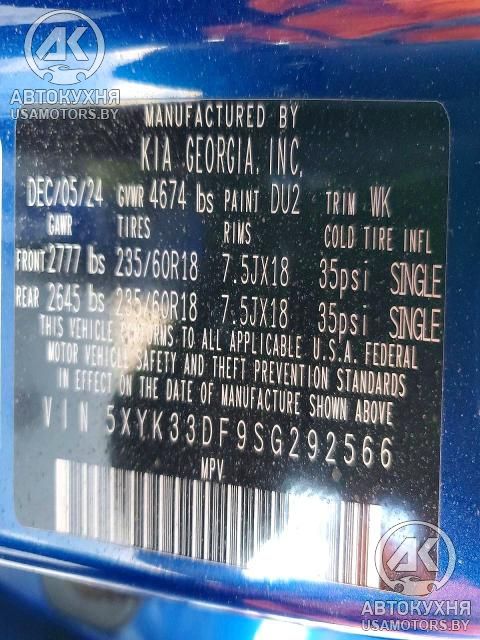 АК
АВТОКУХНЯ
USAMOTORS.BY
MANUFACTURED BY
KIA GEORGIA, INC.
DEC/05/24 GVWR 4674 lbs PAINT DU2 TRIM WK
GAWR TIRES RIMS COLD TIRE INFL
FRONT 2777 lbs 235/60R18 7.5JX18 35psi SINGLE
REAR 2645 lbs 235/60R18 7.5JX18 35psi SINGLE
THIS VEHICLE CONFORMS TO ALL APPLICABLE U.S.A. FEDERAL
MOTOR VEHICLE SAFETY AND THEFT PREVENTION STANDARDS
IN EFFECT ON THE DATE OF MANUFACTURE SHOWN ABOVE
VIN 5XYK33DF9SG292566
MPV
АК
АВТОКУХНЯ
USAMOTORS.BY